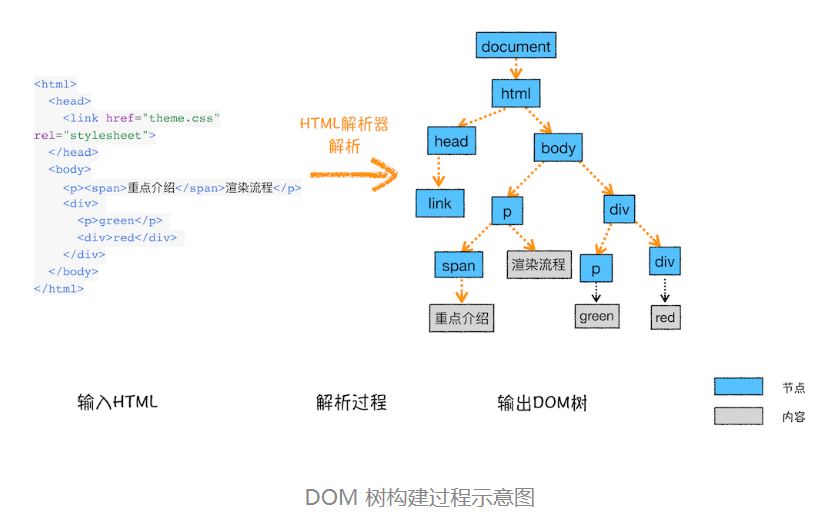 <html>
<head>
<link href="theme.css"
rel="stylesheet">
</head>
<body>
<p><span>重点介绍</span>渲染流程</p>
<div>
<p>green</p>
<div>red</div>
</div>
</body>
</html>
HTML解析器
解析
document
html
head
body
link
p
div
span
渲染流程
p
div
重点介绍
green
red
输入HTML
解析过程
输出DOM树
节点
内容
DOM 树构建过程示意图